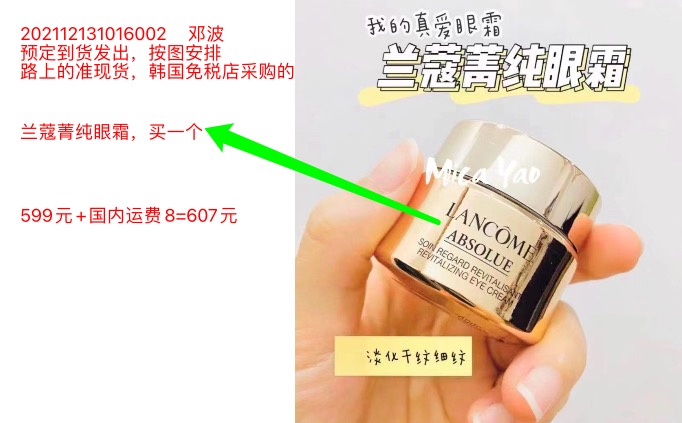 202112131016002 邓波
预定到货发出，按图安排
路上的准现货，韩国免税店采购的
兰蔻菁纯眼霜，买一个
599元+国内运费8=607元
我的真爱眼霜
兰蔻菁纯眼霜
Mica Yao
LANCÔME
ABSOLUE
SOIN REGARD REVITALISANT
REVITALIZING EYE CREAM
淡化干纹细纹